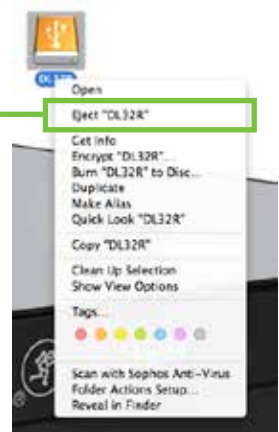 DL32R
Open
Eject "DL32R"
Get Info
Encrypt "DL32R"...
Burn "DL32R" to Disc...
Duplicate
Make Alias
Quick Look "DL32R"
Copy "DL32R"
Clean Up Selection
Show View Options
Tags...
Scan with Sophos Anti-Virus
Folder Actions Setup...
Reveal in Finder
®